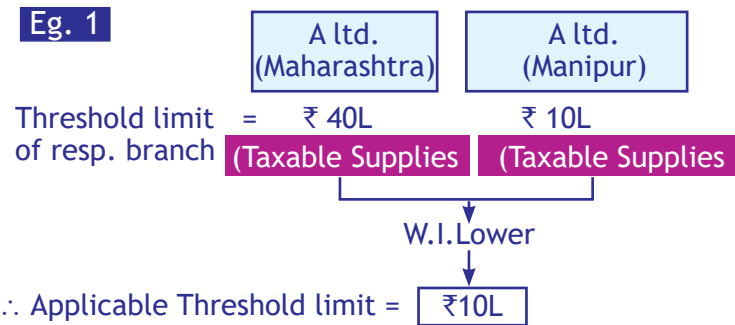 Eg. 1
A ltd.
(Maharashtra)
A ltd.
(Manipur)
Threshold limit = ₹ 40L ₹ 10L
of resp. branch (Taxable Supplies (Taxable Supplies
W.I.Lower
∴ Applicable Threshold limit = ₹10L